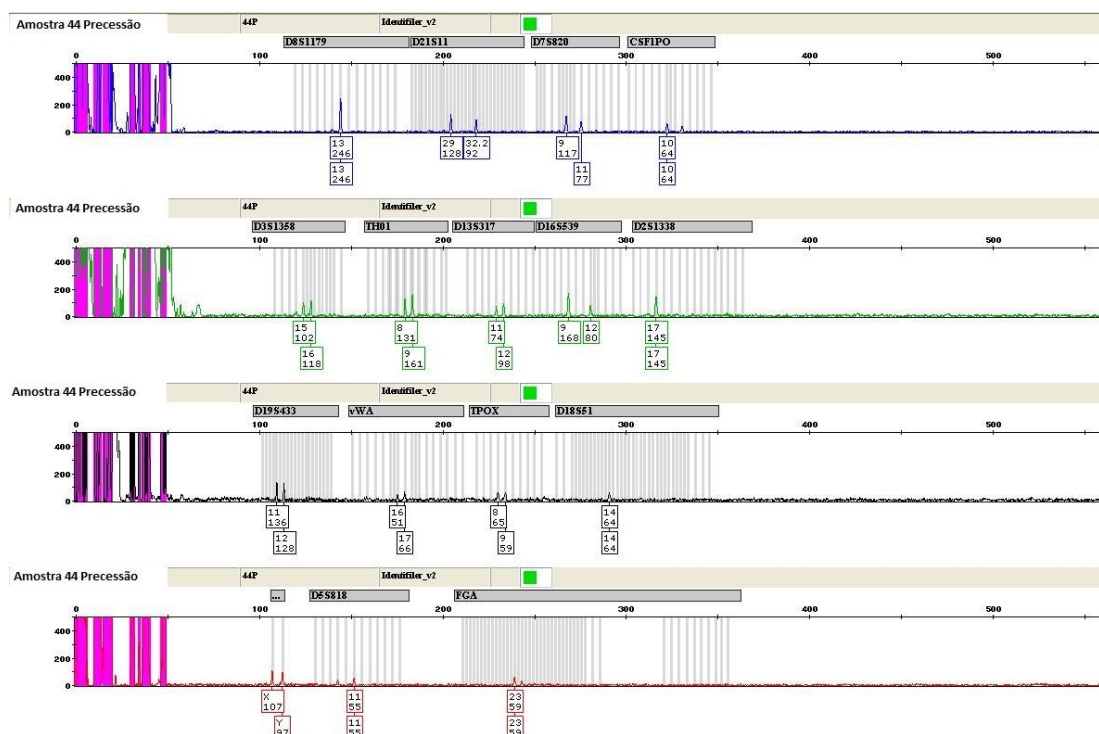 Amostra 44 Precessão 44P Identifiler_v2
D8S1179 D21S11 D7S820 CSF1PO
0 100 200 300 400 500
400
200
0
13 29 32.2 9 10
246 128 92 117 64
13 11 10
246 77 64
Amostra 44 Precessão 44P Identifiler_v2
D3S1358 TH01 D13S317 D16S539 D2S1338
0 100 200 300 400 500
400
200
0
15 8 11 9 12 17
102 131 74 168 80 145
16 9 12 17
118 161 98 145
Amostra 44 Precessão 44P Identifiler_v2
D19S433 vWA TPOX D18S51
0 100 200 300 400 500
400
200
0
11 16 8 14
136 51 65 64
12 17 9 14
128 66 59 64
Amostra 44 Precessão 44P Identifiler_v2
... D5S818 FGA
0 100 200 300 400 500
400
200
0
X 11 23
107 55 59
Y 11 23
97 55 59